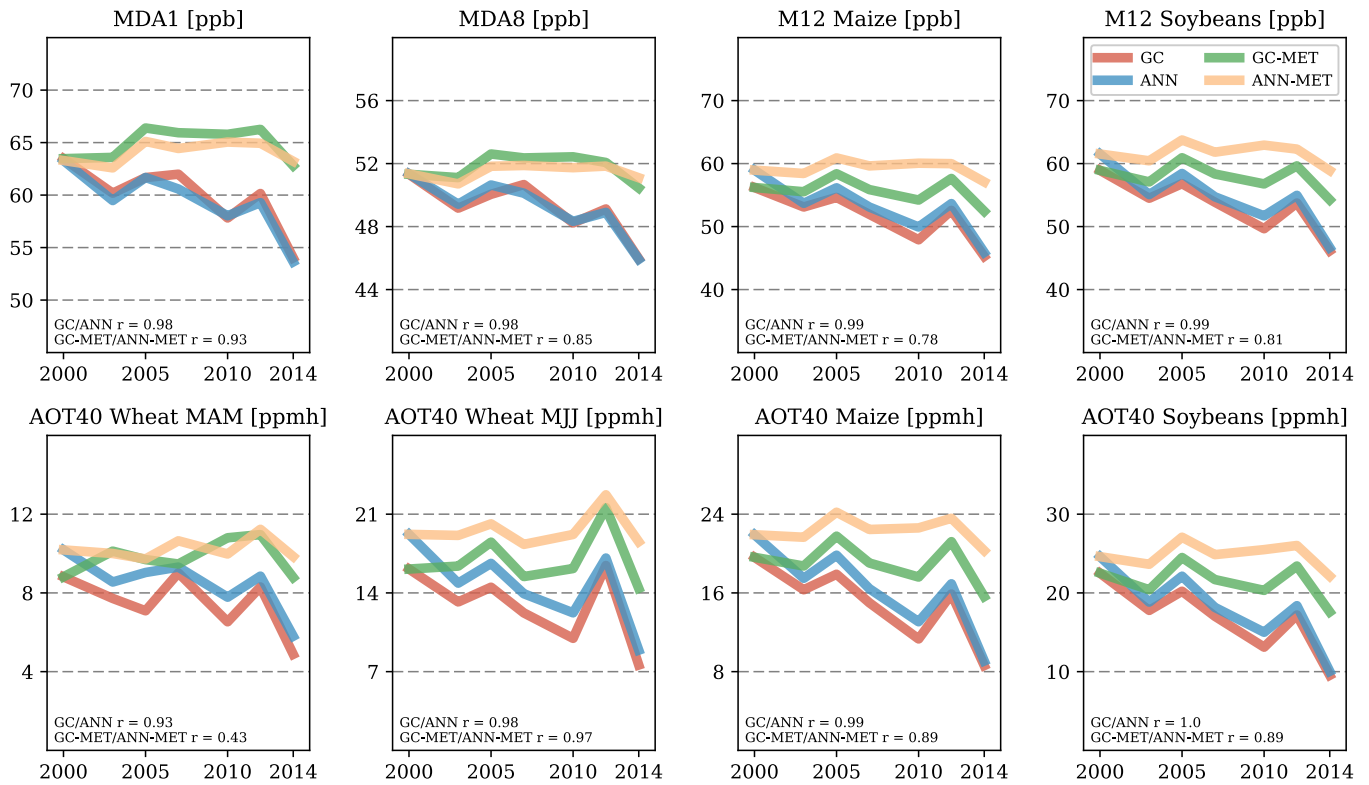 MDA1 [ppb]
MDA8 [ppb]
M12 Maize [ppb]
M12 Soybeans [ppb]
70
65
60
55
50
GC/ANN r = 0.98
GC-MET/ANN-MET r = 0.93
2000
2005
2010
2014
56
52
48
44
GC/ANN r = 0.98
GC-MET/ANN-MET r = 0.85
2000
2005
2010
2014
70
60
50
40
GC/ANN r = 0.99
GC-MET/ANN-MET r = 0.78
2000
2005
2010
2014
GC
ANN
GC-MET
ANN-MET
70
60
50
40
GC/ANN r = 0.99
GC-MET/ANN-MET r = 0.81
2000
2005
2010
2014
AOT40 Wheat MAM [ppmh]
AOT40 Wheat MJJ [ppmh]
AOT40 Maize [ppmh]
AOT40 Soybeans [ppmh]
12
8
4
GC/ANN r = 0.93
GC-MET/ANN-MET r = 0.43
2000
2005
2010
2014
21
14
7
GC/ANN r = 0.98
GC-MET/ANN-MET r = 0.97
2000
2005
2010
2014
24
16
8
GC/ANN r = 0.99
GC-MET/ANN-MET r = 0.89
2000
2005
2010
2014
30
20
10
GC/ANN r = 1.0
GC-MET/ANN-MET r = 0.89
2000
2005
2010
2014